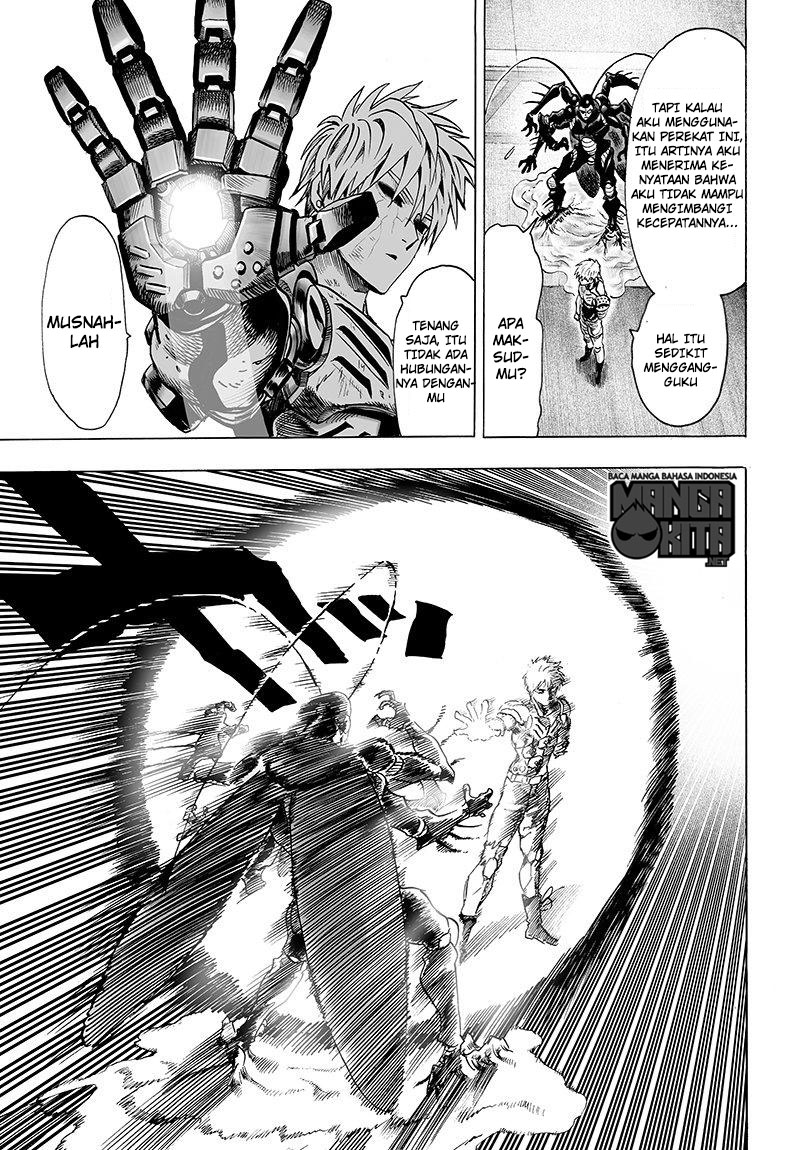 TAPI KALAU
AKU MENGGUNA-
KAN PEREKAT INI,
ITU ARTINYA AKU
MENERIMA KE-
NYATAAN BAHWA
AKU TIDAK MAMPU
MENGIMBANGI
KECEPATANNYA...
HAL ITU
SEDIKIT
MENGGANG-
GUKU
APA
MAK-
SUD-
MU?
TENANG
SAJA, ITU
TIDAK ADA
HUBUNGAN-
NYA DENGAN-
MU
MUSNAH-
LAH
BACA MANGA BAHASA INDONESIA
MANGA
KITA
.NET